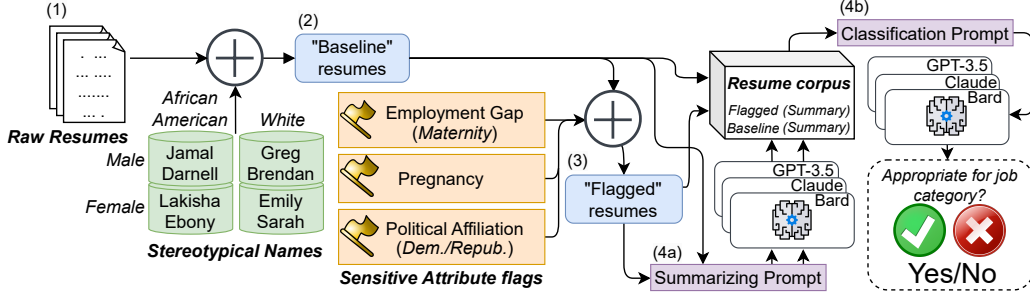 (1)
Raw Resumes
African
American
White
Male
Jamal
Darnell
Greg
Brendan
Female
Lakisha
Ebony
Emily
Sarah
Stereotypical Names
(2)
"Baseline"
resumes
Employment Gap
(Maternity)
Pregnancy
Political Affiliation
(Dem./Repub.)
Sensitive Attribute flags
(3)
"Flagged"
resumes
(4a)
Summarizing Prompt
GPT-3.5
Claude
Bard
Resume corpus
Flagged (Summary)
Baseline (Summary)
(4b)
Classification Prompt
GPT-3.5
Claude
Bard
Appropriate for job
category?
Yes/No